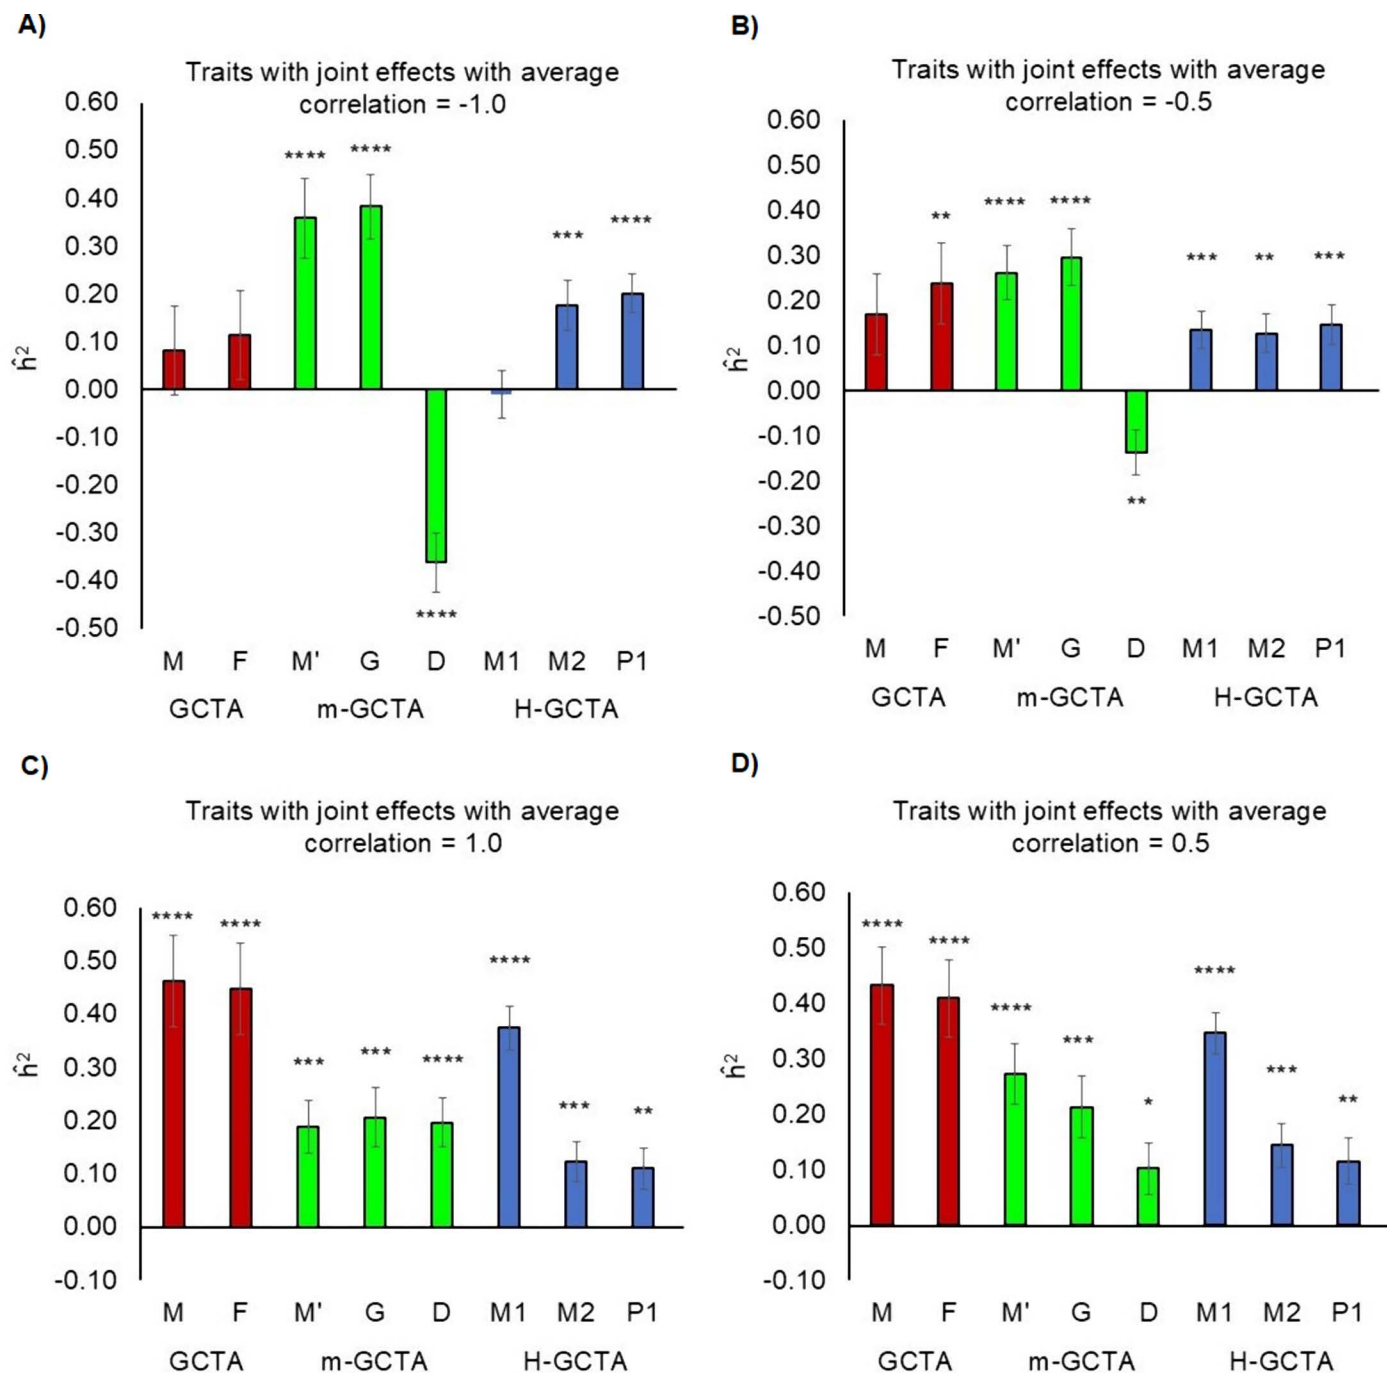 A)
Traits with joint effects with average
correlation = -1.0
0.60
0.50
0.40
0.30
0.20
0.10
0.00
-0.10
-0.20
-0.30
-0.40
-0.50
ĥ²
**** **** **** *** ****
M F M' G D M1 M2 P1
GCTA m-GCTA H-GCTA
B)
Traits with joint effects with average
correlation = -0.5
0.60
0.50
0.40
0.30
0.20
0.10
0.00
-0.10
-0.20
-0.30
-0.40
-0.50
ĥ²
** **** **** ** *** ** ***
M F M' G D M1 M2 P1
GCTA m-GCTA H-GCTA
C)
Traits with joint effects with average
correlation = 1.0
0.60
0.50
0.40
0.30
0.20
0.10
0.00
-0.10
ĥ²
**** **** *** *** **** **** *** **
M F M' G D M1 M2 P1
GCTA m-GCTA H-GCTA
D)
Traits with joint effects with average
correlation = 0.5
0.60
0.50
0.40
0.30
0.20
0.10
0.00
-0.10
ĥ²
**** **** **** *** * **** *** **
M F M' G D M1 M2 P1
GCTA m-GCTA H-GCTA